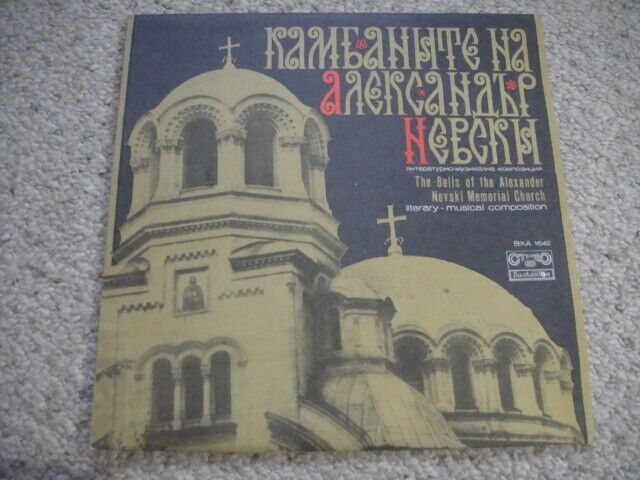 КАМБАНИТЕ НА
АЛЕКСАНДЪР
НЕВСКИ
литературно-музикална композиция
The Bells of the Alexander
Nevski Memorial Church
literary - musical composition
ВХА 1642
СТЕРЕО
Балкантон